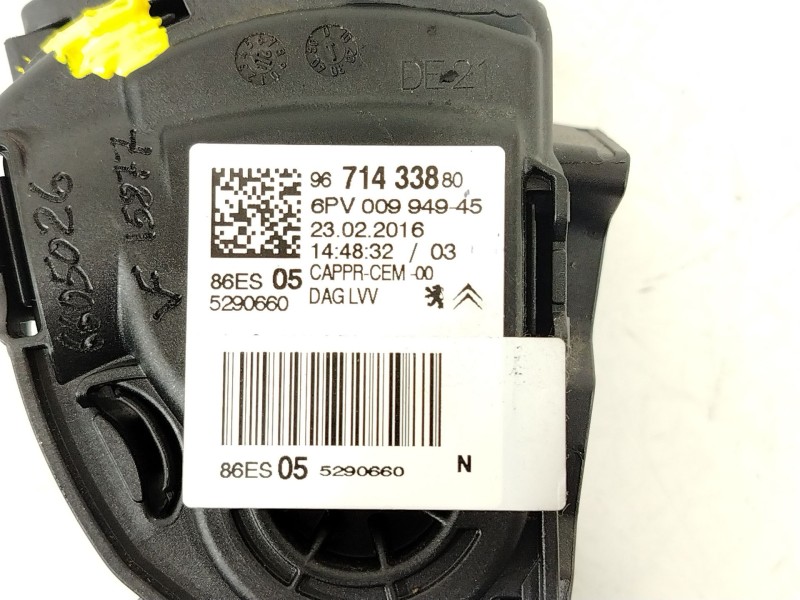 DE-21
96 714 338 80
6PV 009 949-45
23.02.2016
14:48:32 / 03
86ES 05 CAPPR-CEM -00
5290660 DAG LVV
86ES 05 5290660 N